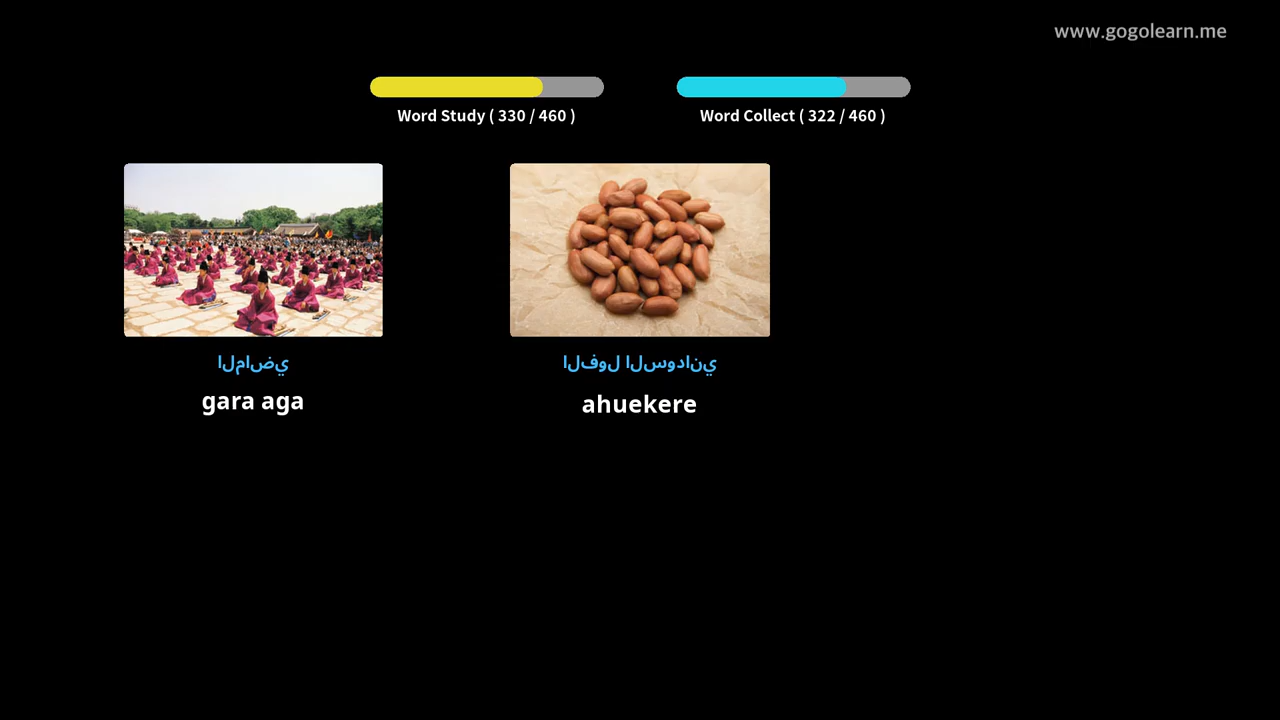 www.gogolearn.me
Word Study ( 330 / 460 )
Word Collect ( 322 / 460 )
الماضي
gara aga
الفول السوداني
ahuekere